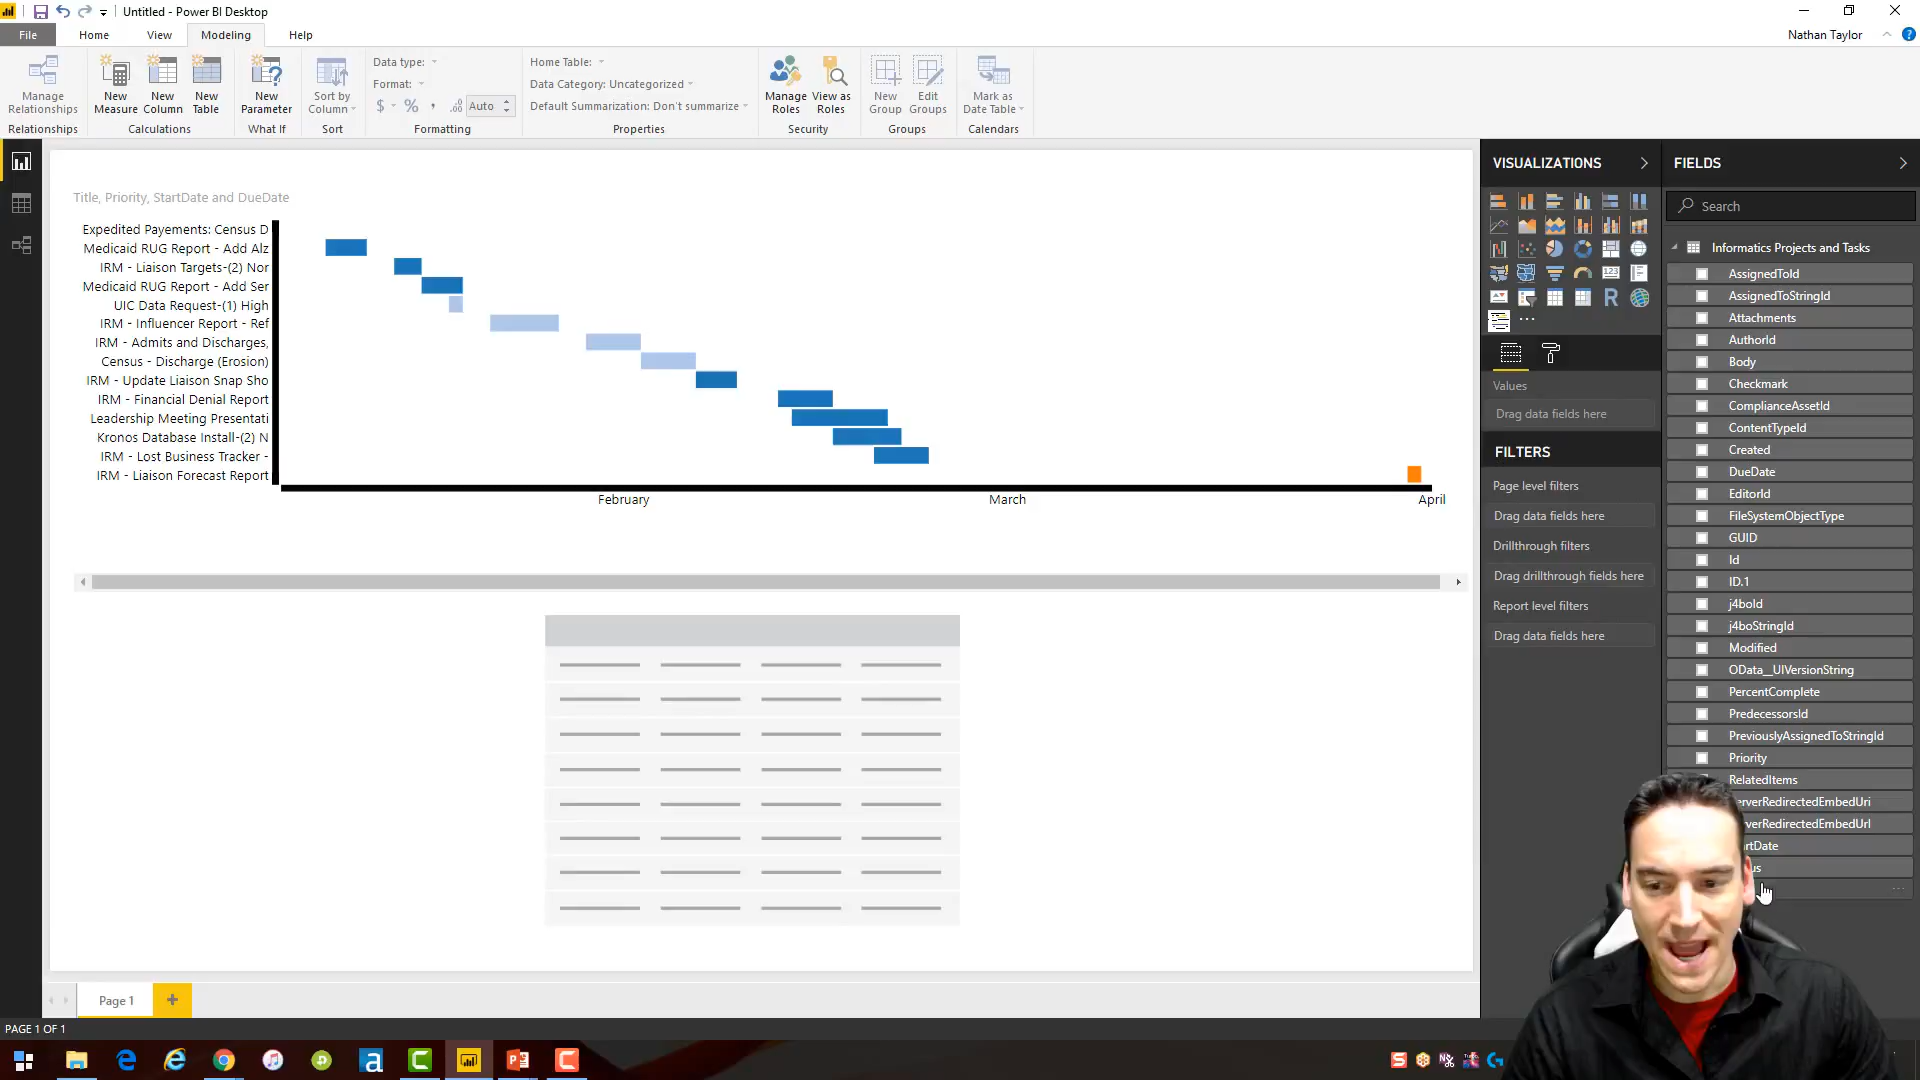 Untitled - Power BI Desktop
File
Home
View
Modeling
Help
Nathan Taylor
Manage Relationships
New Measure
New Column
New Table
New Parameter
Sort by Column
Data type:
Format:
$ % , Auto
Home Table:
Data Category: Uncategorized
Default Summarization: Don't summarize
Manage Roles
View as Roles
New Group
Edit Groups
Mark as Date Table
Relationships
Calculations
What If
Sort
Formatting
Properties
Security
Groups
Calendars
Title, Priority, StartDate and DueDate
Expedited Payements: Census D
Medicaid RUG Report - Add Alz
IRM - Liaison Targets-(2) Nor
Medicaid RUG Report - Add Ser
UIC Data Request-(1) High
IRM - Influencer Report - Ref
IRM - Admits and Discharges,
Census - Discharge (Erosion)
IRM - Update Liaison Snap Sho
IRM - Financial Denial Report
Leadership Meeting Presentati
Kronos Database Install-(2) N
IRM - Lost Business Tracker -
IRM - Liaison Forecast Report
February
March
April
VISUALIZATIONS
123
R
Values
Drag data fields here
FILTERS
Page level filters
Drag data fields here
Drillthrough filters
Drag drillthrough fields here
Report level filters
Drag data fields here
FIELDS
Search
Informatics Projects and Tasks
AssignedToId
AssignedToStringId
Attachments
AuthorId
Body
Checkmark
ComplianceAssetId
ContentTypeId
Created
DueDate
EditorId
FileSystemObjectType
GUID
Id
ID.1
j4boId
j4boStringId
Modified
OData__UIVersionString
PercentComplete
PredecessorsId
PreviouslyAssignedToStringId
Priority
RelatedItems
erverRedirectedEmbedUri
erverRedirectedEmbedUrl
rtDate
us
Page 1
PAGE 1 OF 1